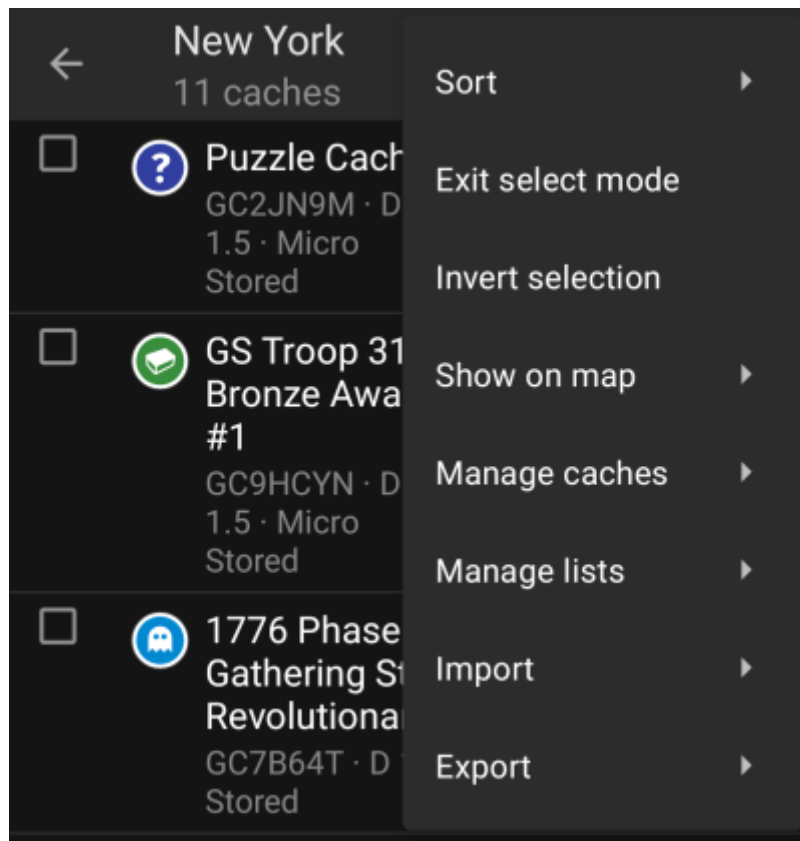 New York
11 caches
?
Puzzle Cach
GC2JN9M · D
1.5 · Micro
Stored
GS Troop 31
Bronze Awa
#1
GC9HCYN · D
1.5 · Micro
Stored
1776 Phase
Gathering St
Revolutiona
GC7B64T · D
Stored
Sort
Exit select mode
Invert selection
Show on map
Manage caches
Manage lists
Import
Export